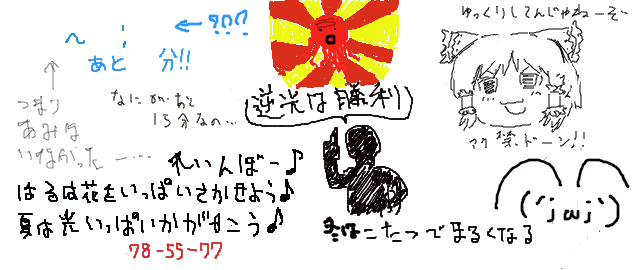 ゆっくりしてんじゃねーぞ
← 9!!?
~ ;
あと 分!!
↑
つまり
あみは
いなかった ー…
なにが あと
15分なの…
逆光は勝利
マク禁ドーン!!
れいんぼー♪
はるは花をいっぱいさかせよう♪
夏は光いっぱいかがやこう♪
冬はこたつでまるくなる
78-55-77
(´jωj`)